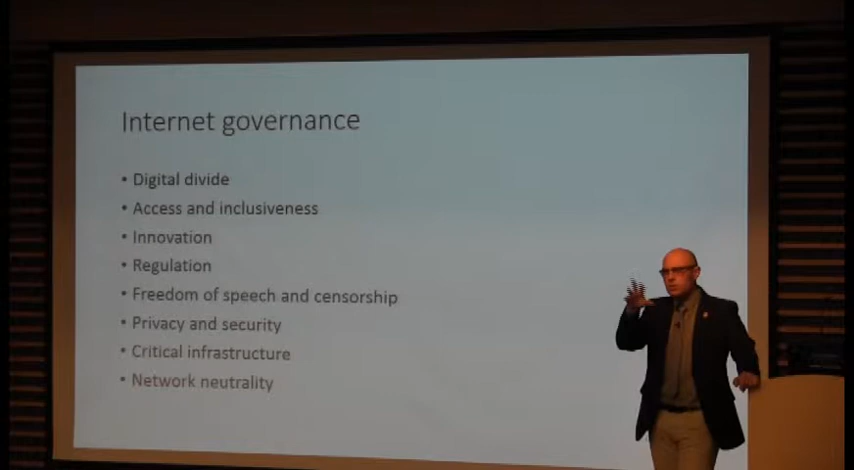 Internet governance
• Digital divide
• Access and inclusiveness
• Innovation
• Regulation
• Freedom of speech and censorship
• Privacy and security
• Critical infrastructure
• Network neutrality